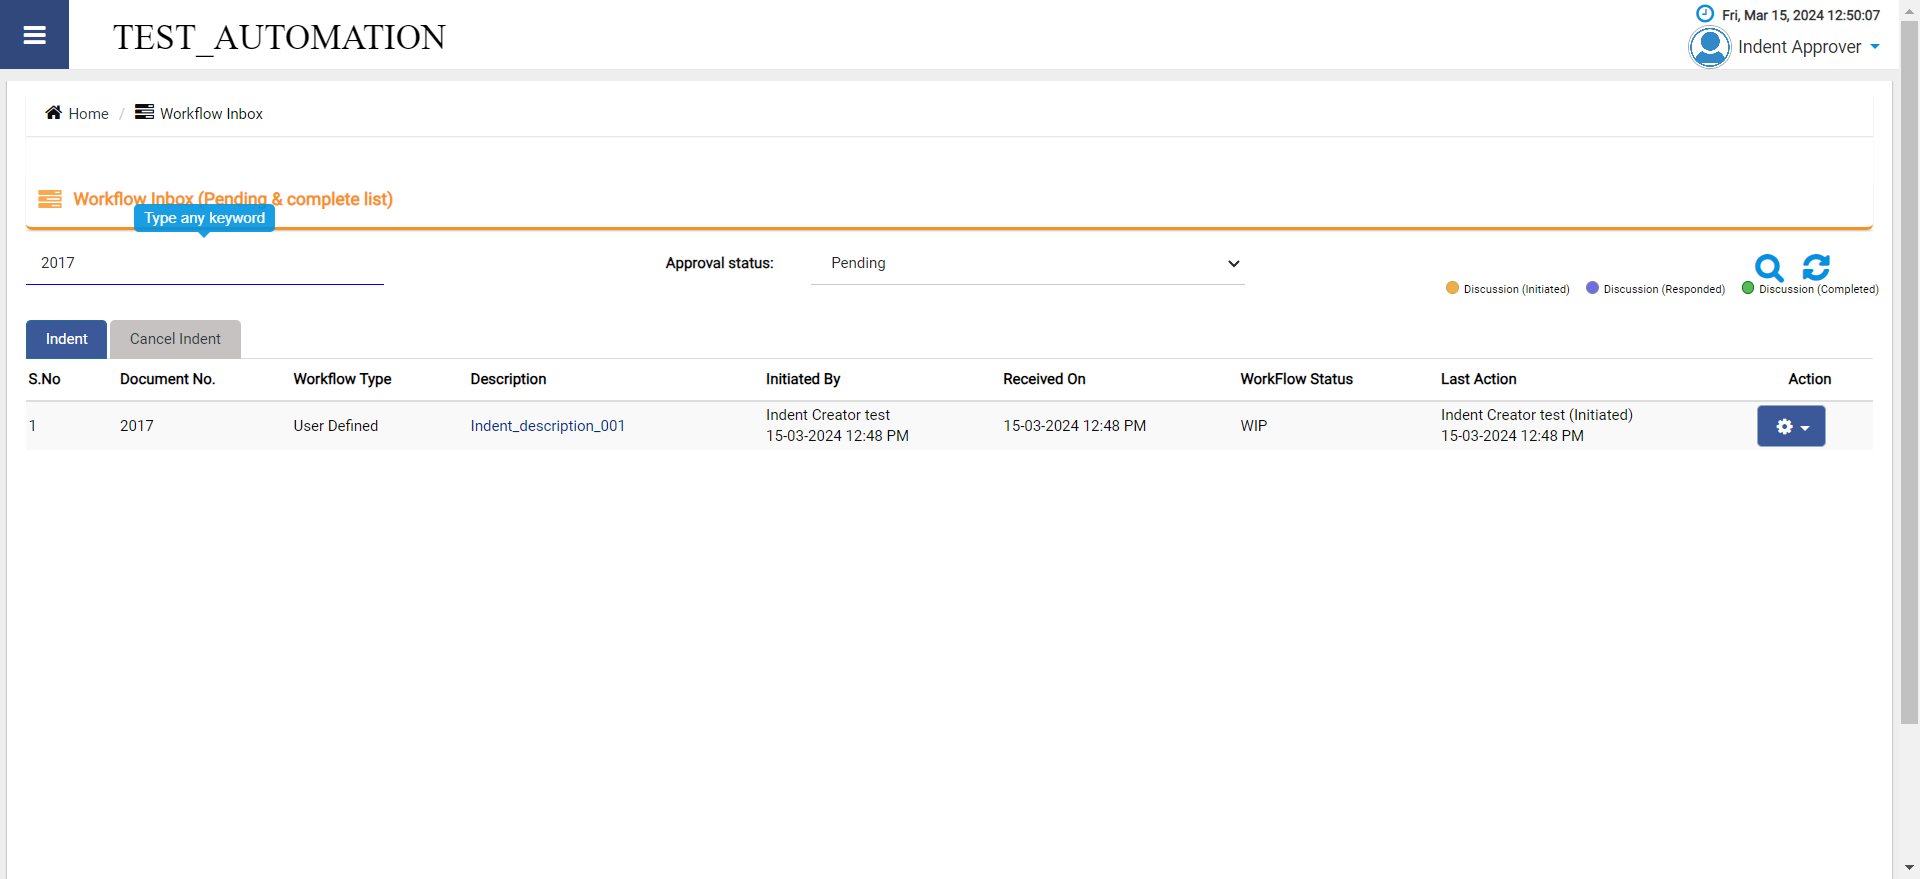 TEST_AUTOMATION
Fri, Mar 15, 2024 12:50:07
Indent Approver
Home / Workflow Inbox
Workflow Inbox (Pending & complete list)
Type any keyword
2017
Approval status:
Pending
Discussion (Initiated)
Discussion (Responded)
Discussion (Completed)
Indent
Cancel Indent
S.No Document No. Workflow Type Description Initiated By Received On WorkFlow Status Last Action Action
1 2017 User Defined Indent_description_001 Indent Creator test 15-03-2024 12:48 PM WIP Indent Creator test (Initiated)
15-03-2024 12:48 PM 15-03-2024 12:48 PM